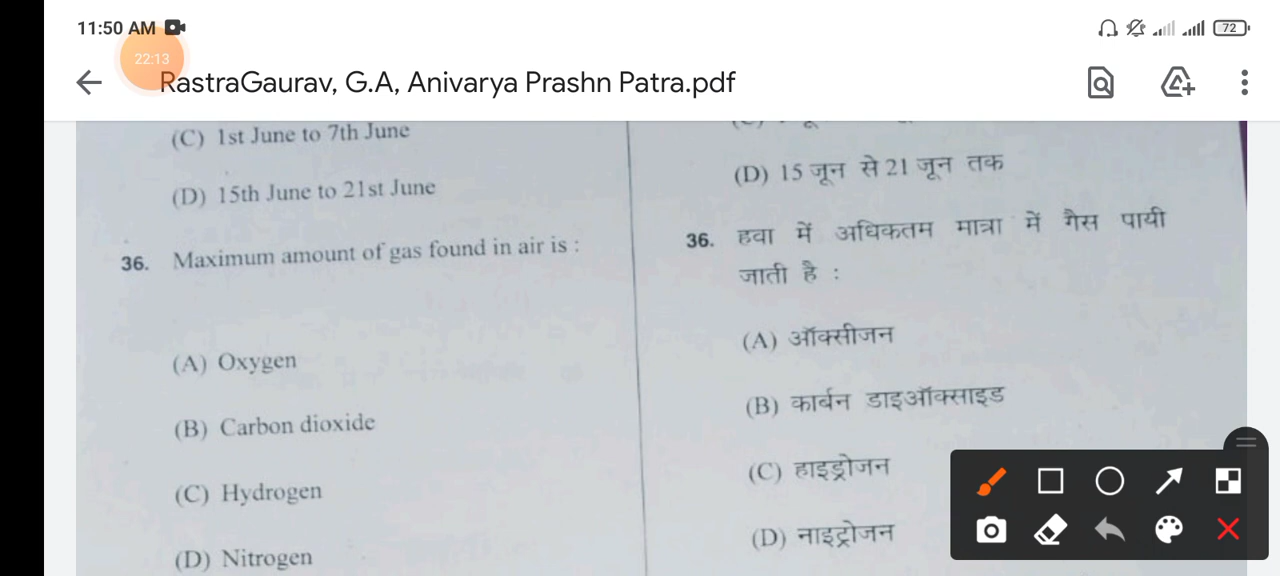 11:50 AM
72
22:13
RastraGaurav, G.A, Anivarya Prashn Patra.pdf
(C) 1st June to 7th June
(D) 15th June to 21st June
36. Maximum amount of gas found in air is :
(A) Oxygen
(B) Carbon dioxide
(C) Hydrogen
(D) Nitrogen
(D) 15 जून से 21 जून तक
36. हवा में अधिकतम मात्रा में गैस पायी
जाती है :
(A) ऑक्सीजन
(B) कार्बन डाइऑक्साइड
(C) हाइड्रोजन
(D) नाइट्रोजन